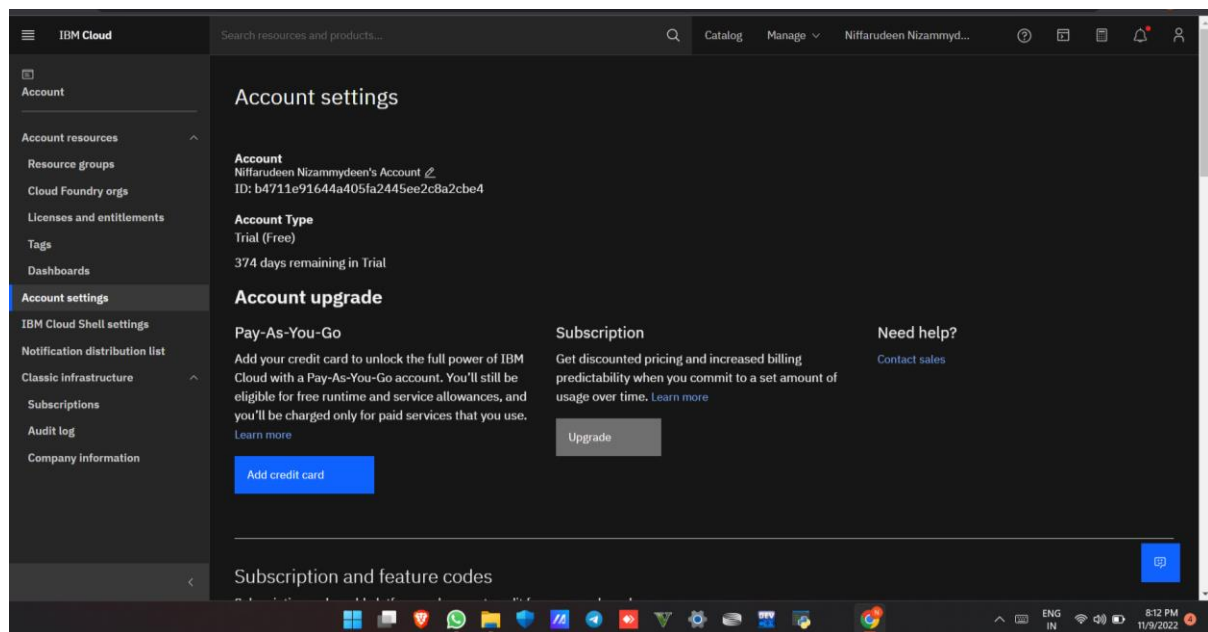 IBM Cloud
Search resources and products...
Catalog
Manage
Niffarudeen Nizammyd...
Account
Account resources
Resource groups
Cloud Foundry orgs
Licenses and entitlements
Tags
Dashboards
Account settings
IBM Cloud Shell settings
Notification distribution list
Classic infrastructure
Subscriptions
Audit log
Company information
Account settings
Account
Niffarudeen Nizammydeen's Account
ID: b4711e91644a405fa2445ee2c8a2cbe4
Account Type
Trial (Free)
374 days remaining in Trial
Account upgrade
Pay-As-You-Go
Add your credit card to unlock the full power of IBM
Cloud with a Pay-As-You-Go account. You'll still be
eligible for free runtime and service allowances, and
you'll be charged only for paid services that you use.
Learn more
Add credit card
Subscription
Get discounted pricing and increased billing
predictability when you commit to a set amount of
usage over time. Learn more
Upgrade
Need help?
Contact sales
Subscription and feature codes
DEV
ENG
IN
8:12 PM
11/9/2022
4